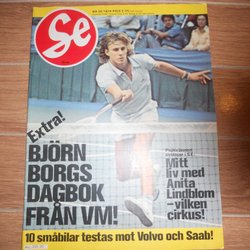 Se
Extra!
BJÖRN
BORGS
DAGBOK
FRÅN VM!
Mitt
liv med
Anita
Lindblom
– vilken
cirkus!
10 småbilar testas mot Volvo och Saab!